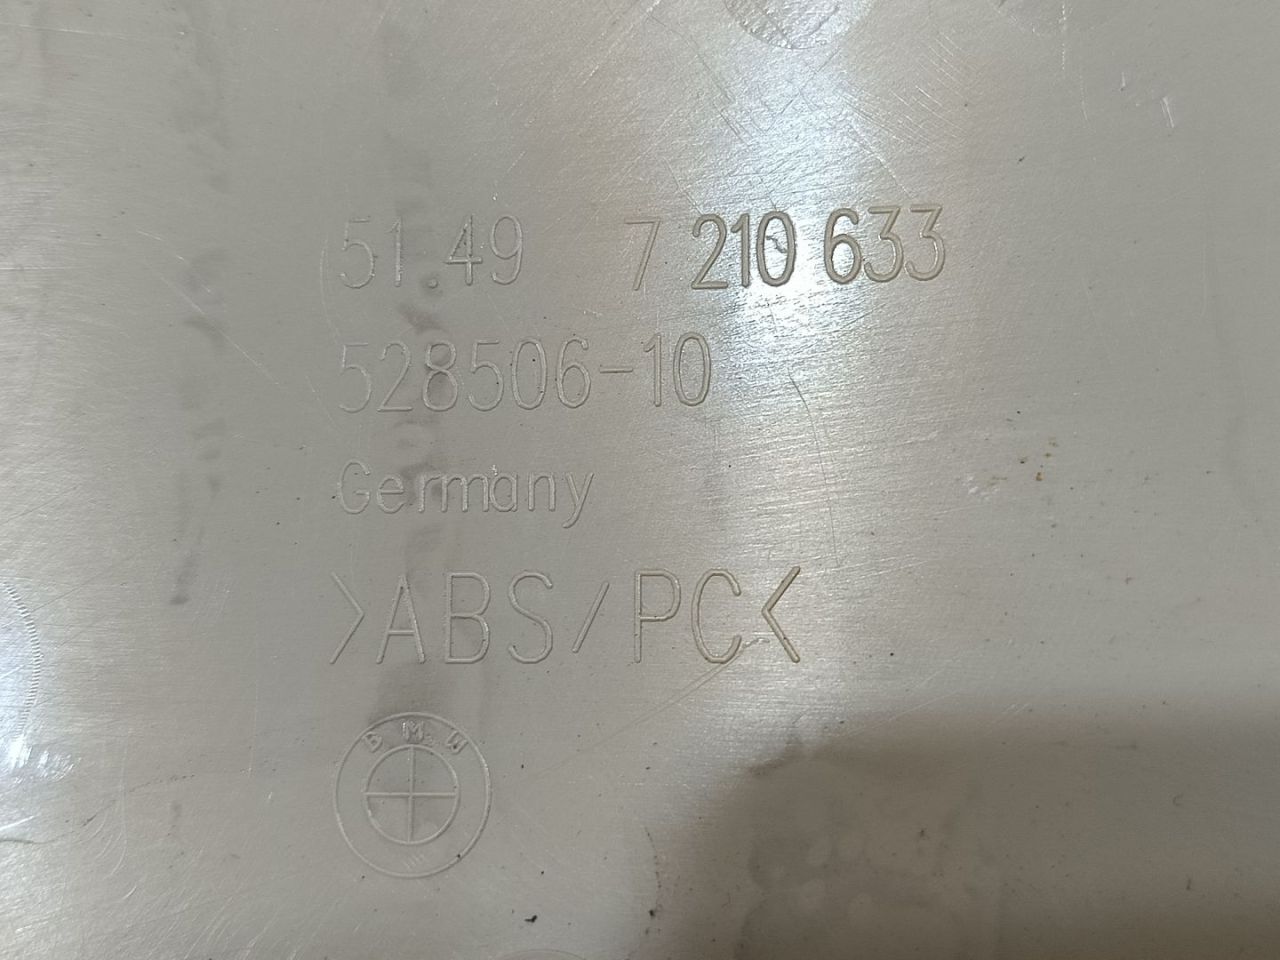 51.49 7 210 633
528506-10
Germany
>ABS/PC<
BMW